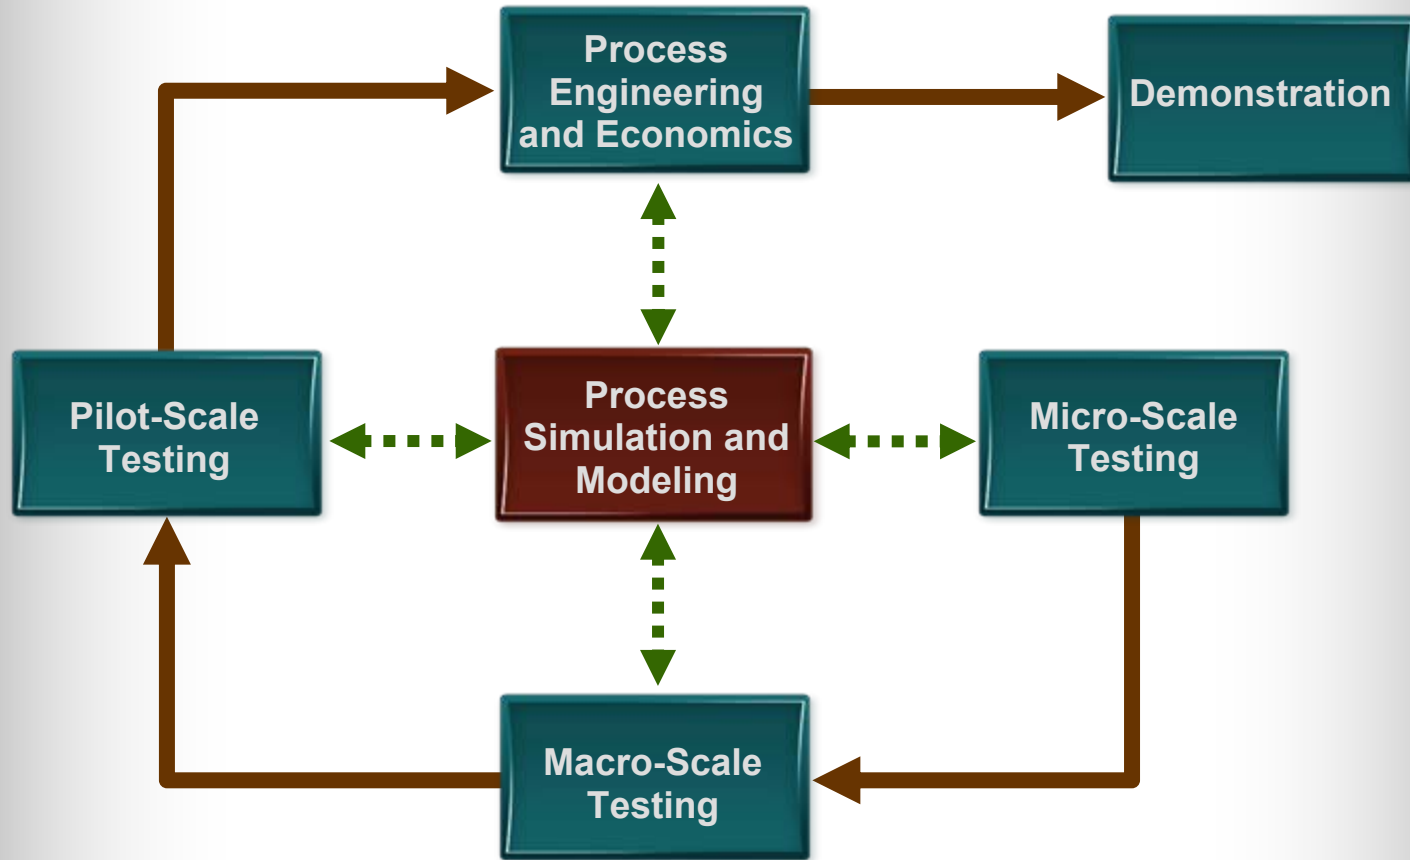 Process
Engineering
and Economics
Demonstration
Pilot-Scale
Testing
Process
Simulation and
Modeling
Micro-Scale
Testing
Macro-Scale
Testing